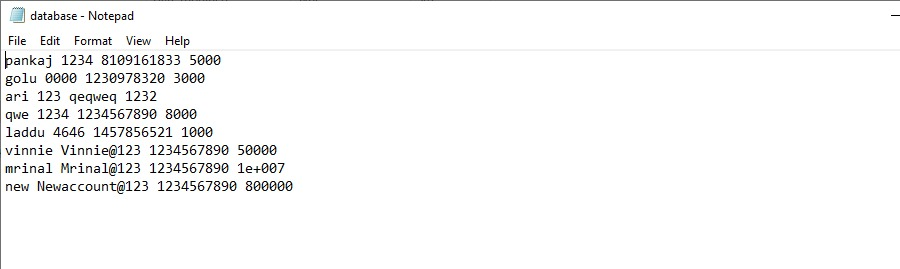 database - Notepad
File Edit Format View Help
pankaj 1234 8109161833 5000
golu 0000 1230978320 3000
ari 123 qeqweq 1232
qwe 1234 1234567890 8000
laddu 4646 1457856521 1000
vinnie Vinnie@123 1234567890 50000
mrinal Mrinal@123 1234567890 1e+007
new Newaccount@123 1234567890 800000